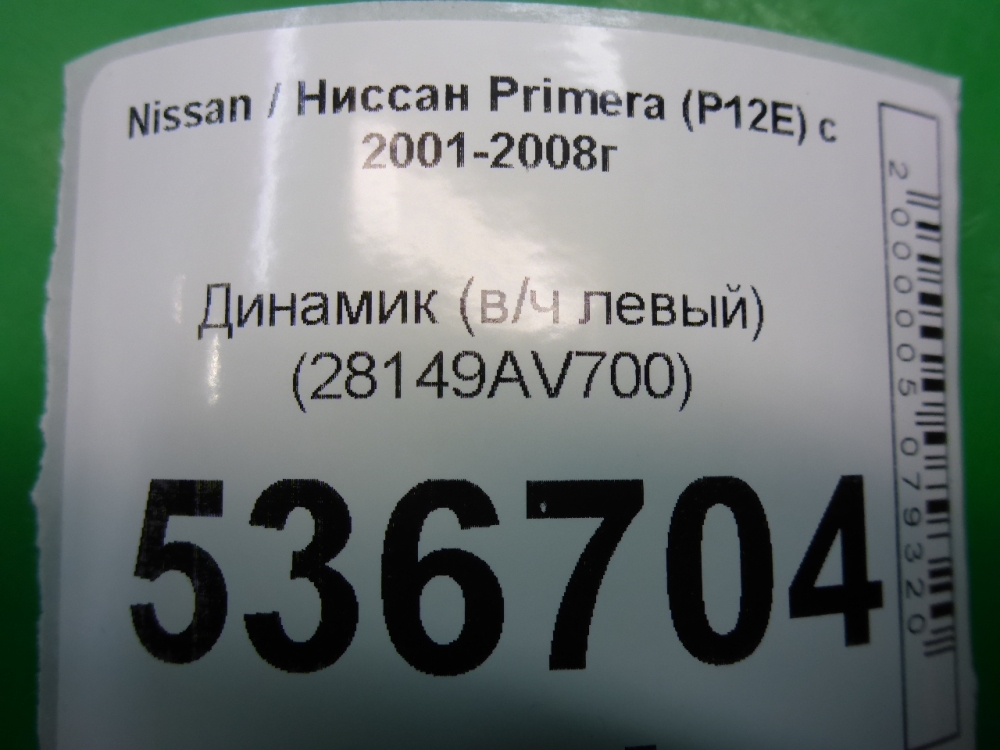 Nissan / Ниссан Primera (P12E) с
2001-2008г
Динамик (в/ч левый)
(28149AV700)
536704
2000005079320